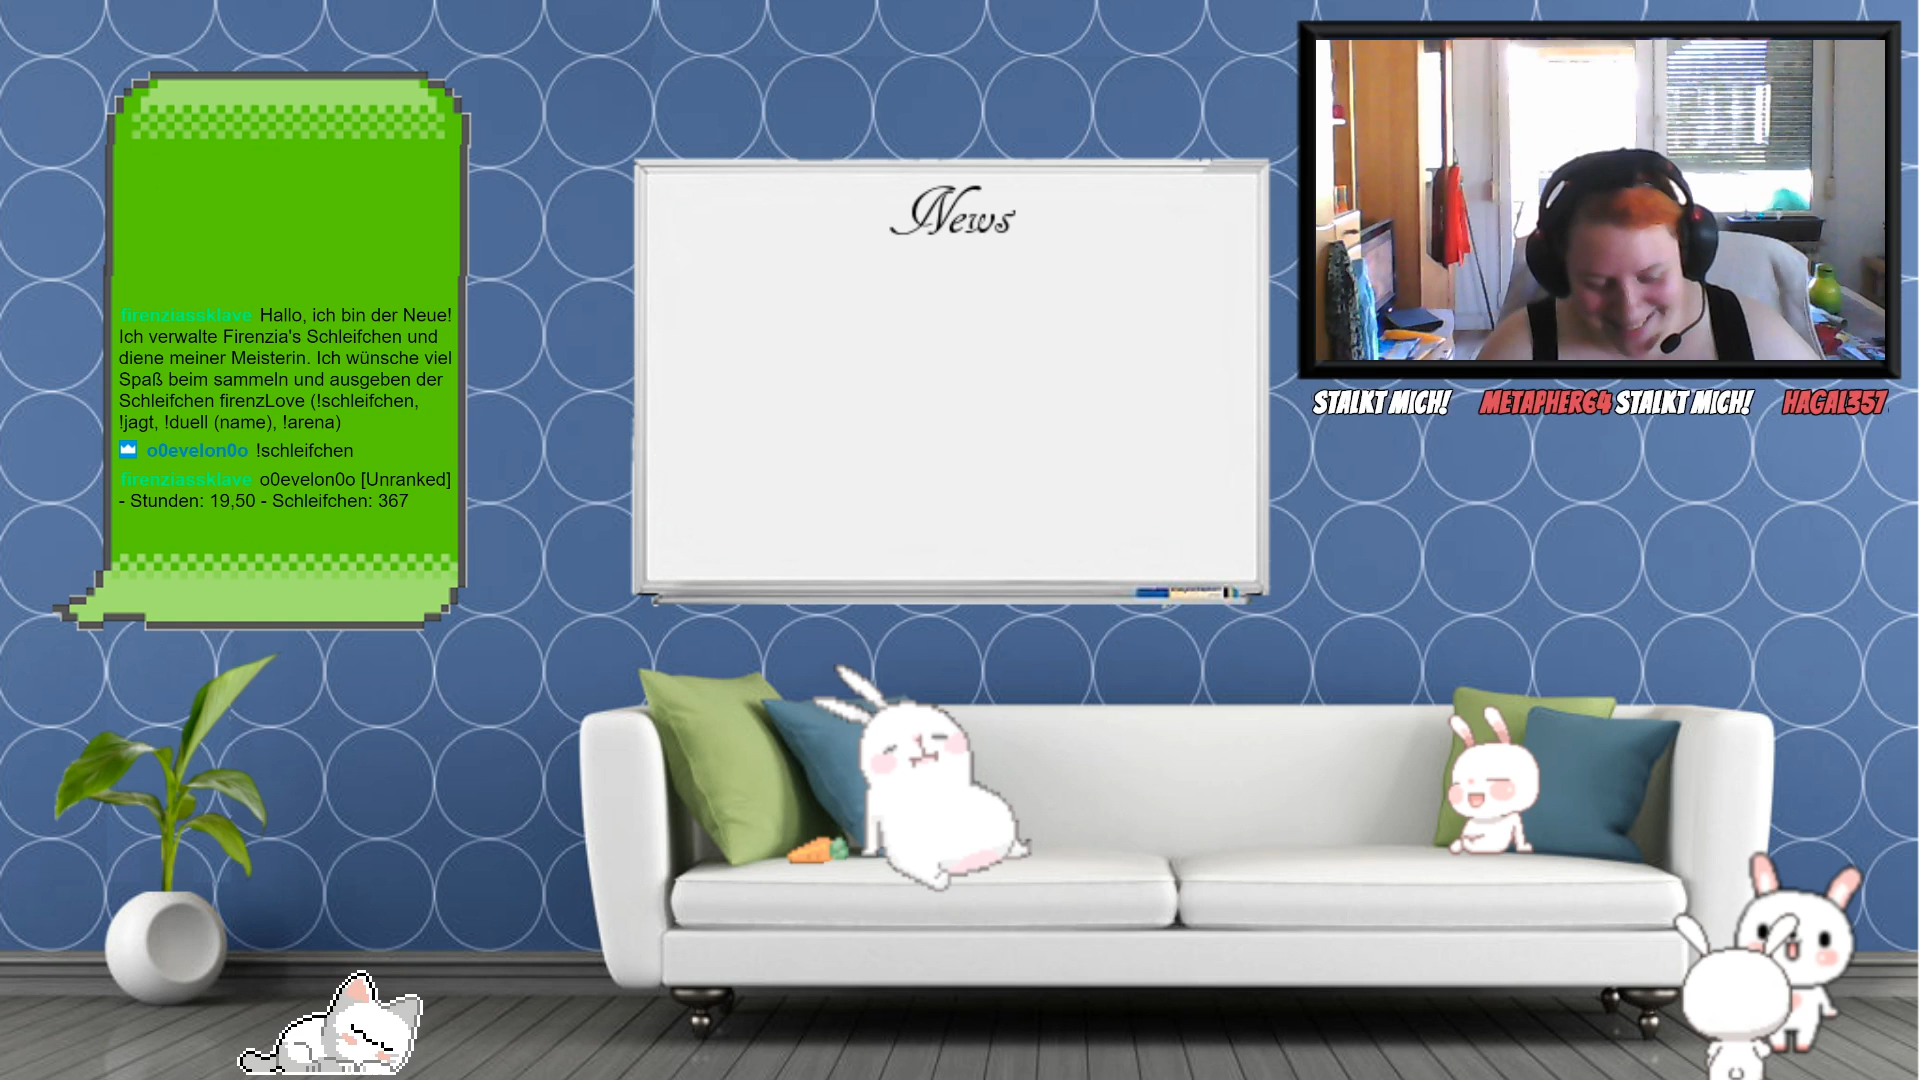 News
firenziassklave Hallo, ich bin der Neue!
Ich verwalte Firenzia's Schleifchen und
diene meiner Meisterin. Ich wünsche viel
Spaß beim sammeln und ausgeben der
Schleifchen firenzLove (!schleifchen,
!jagt, !duell (name), !arena)
o0evelon0o !schleifchen
firenziassklave o0evelon0o [Unranked]
- Stunden: 19,50 - Schleifchen: 367
STALKT MICH! METAPHER64 STALKT MICH! HAGAL357